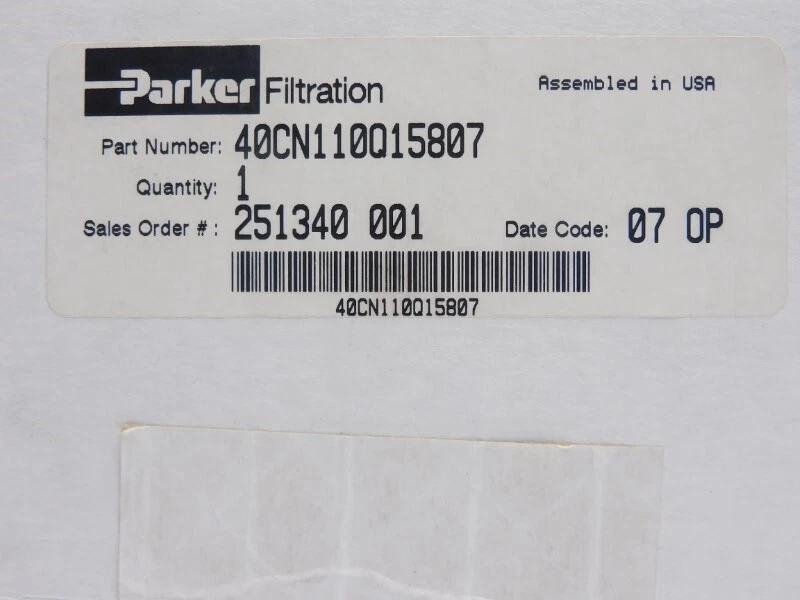 Parker Filtration Assembled in USA
Part Number: 40CN110Q15807
Quantity: 1
Sales Order #: 251340 001 Date Code: 07 OP
40CN110Q15807